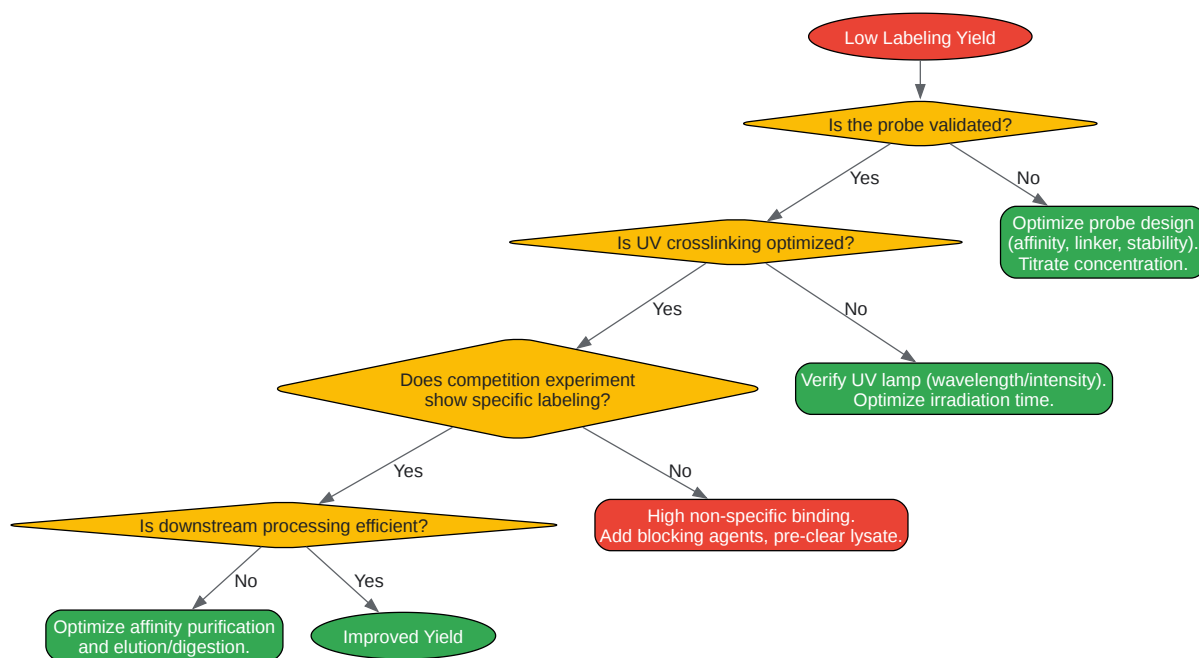 Low Labeling Yield
Is the probe validated?
Yes
No
Optimize probe design
(affinity, linker, stability).
Titrate concentration.
Is UV crosslinking optimized?
Yes
No
Verify UV lamp (wavelength/intensity).
Optimize irradiation time.
Does competition experiment
show specific labeling?
Yes
No
High non-specific binding.
Add blocking agents, pre-clear lysate.
Is downstream processing efficient?
No
Yes
Optimize affinity purification
and elution/digestion.
Improved Yield